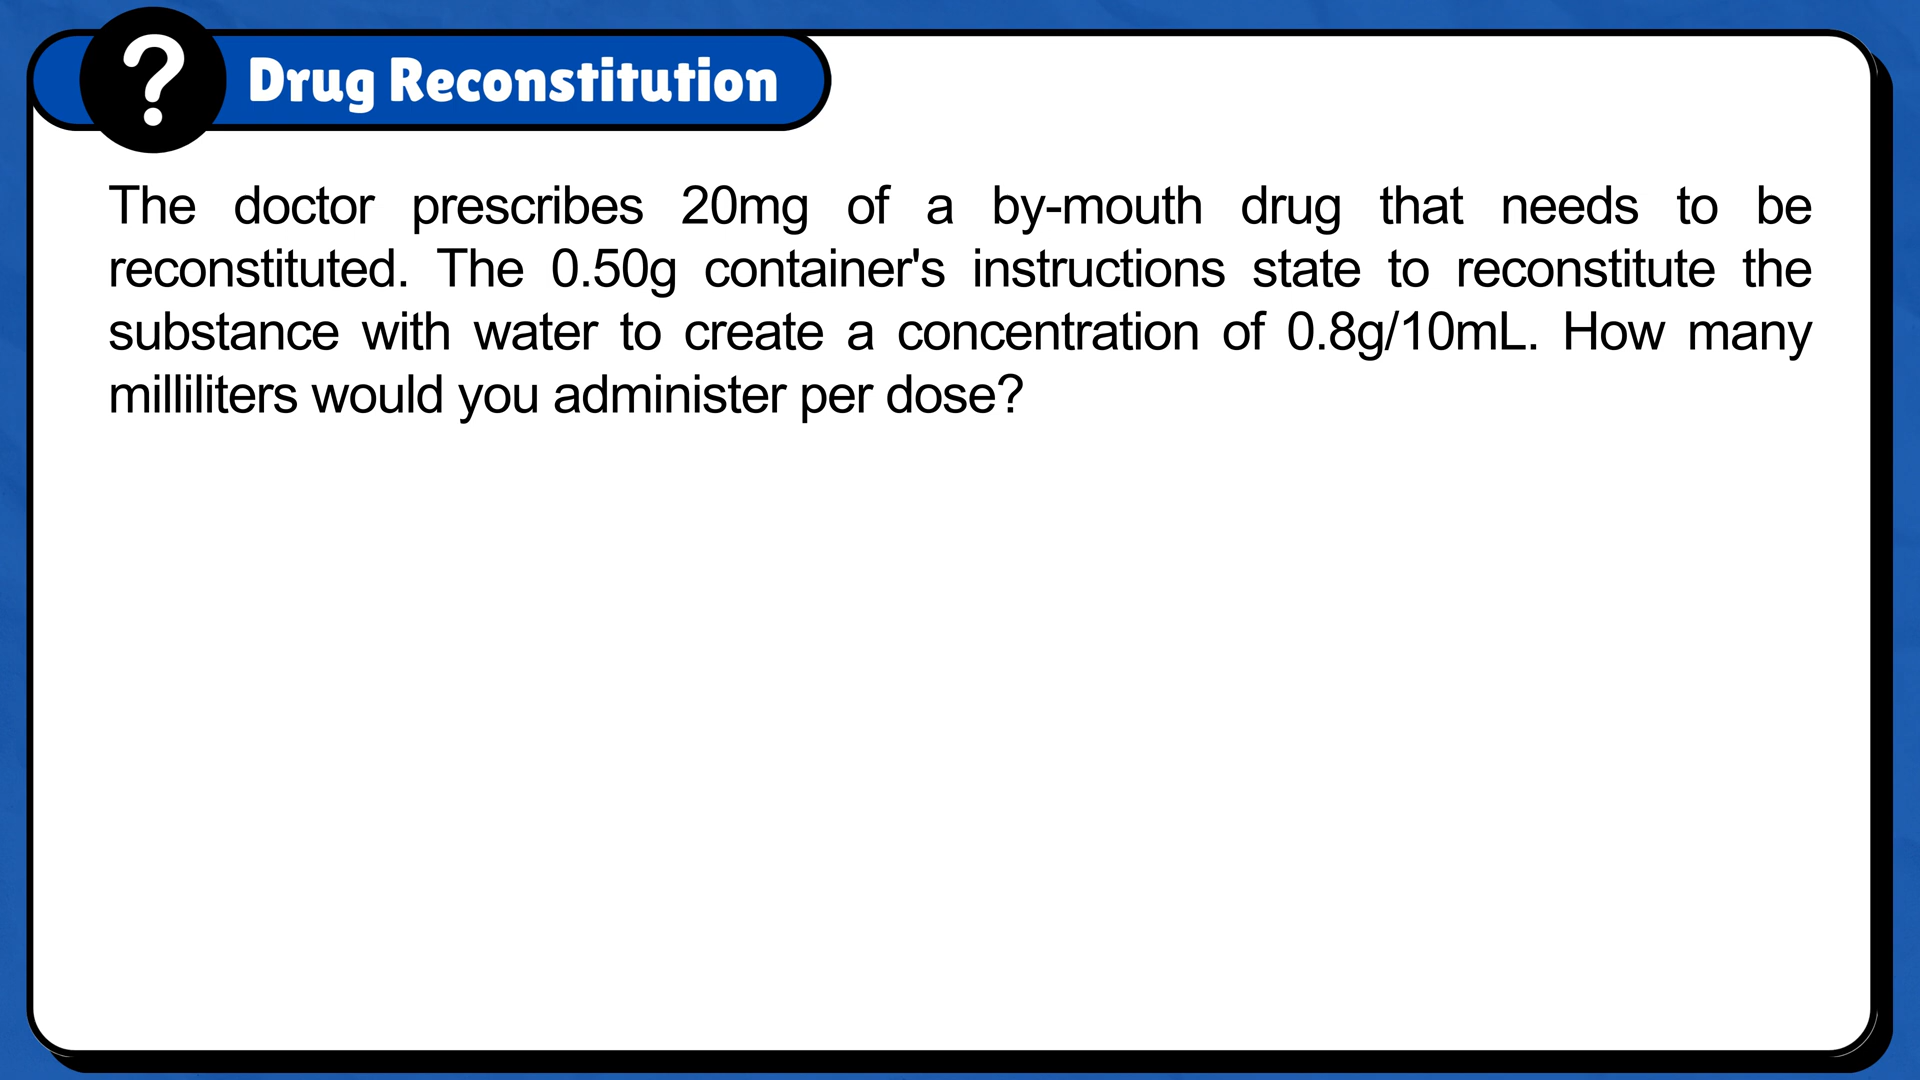 ?
Drug Reconstitution
The doctor prescribes 20mg of a by-mouth drug that needs to be
reconstituted. The 0.50g container's instructions state to reconstitute the
substance with water to create a concentration of 0.8g/10mL. How many
milliliters would you administer per dose?